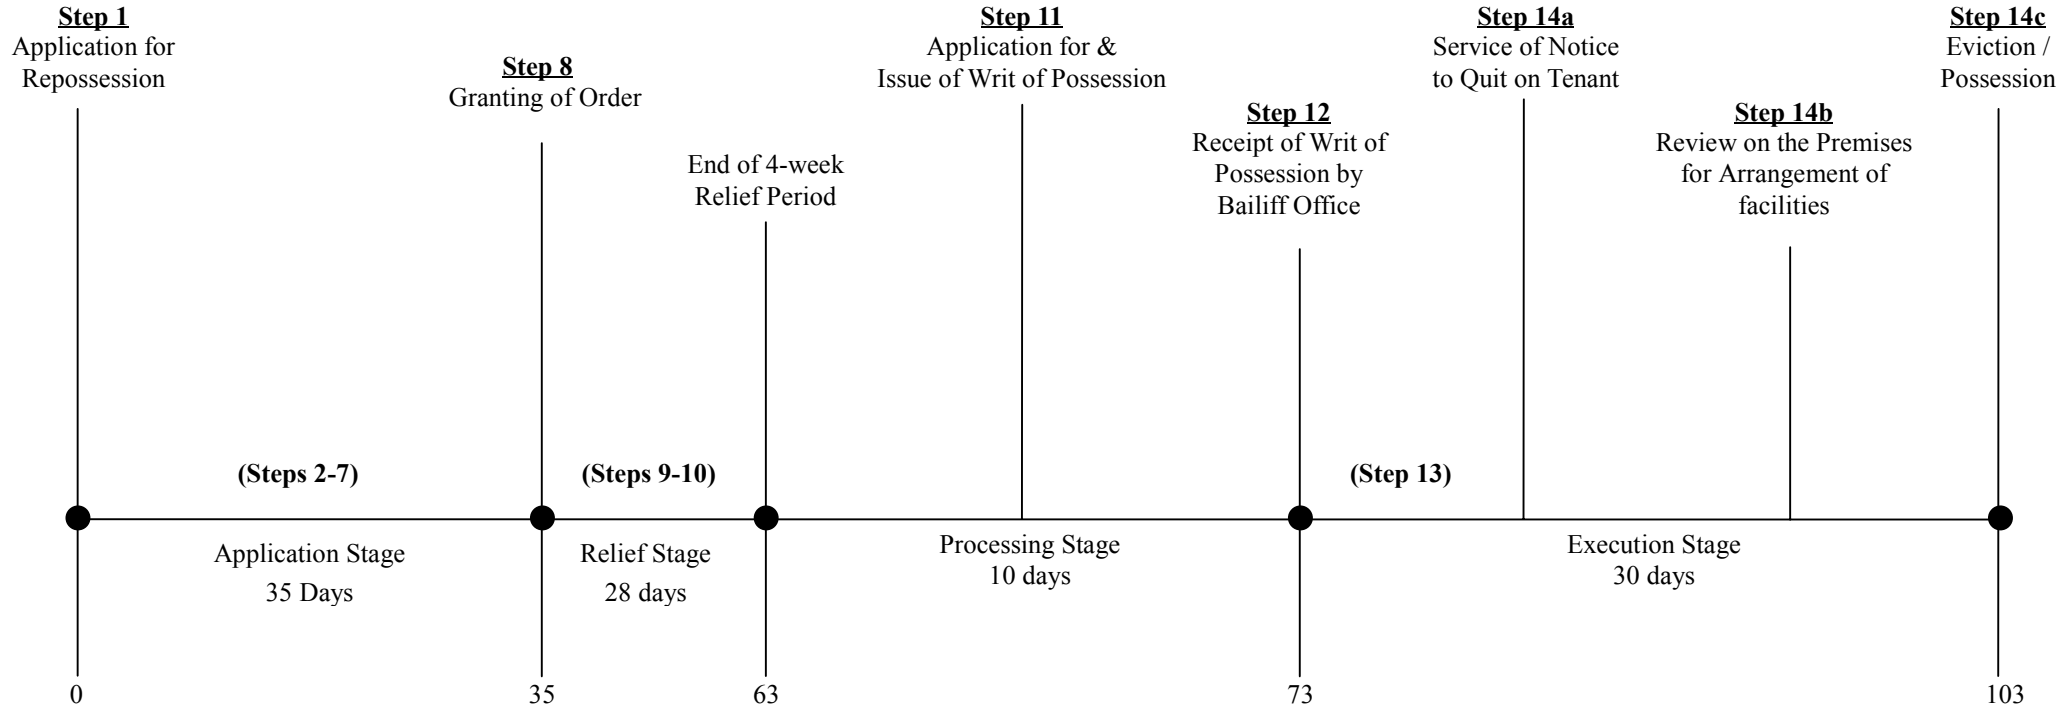 Step 1
Application for
Repossession
Step 8
Granting of Order
End of 4-week
Relief Period
Step 11
Application for &
Issue of Writ of Possession
Step 12
Receipt of Writ of
Possession by
Bailiff Office
Step 14a
Service of Notice
to Quit on Tenant
Step 14b
Review on the Premises
for Arrangement of
facilities
Step 14c
Eviction /
Possession
(Steps 2-7)
(Steps 9-10)
(Step 13)
Application Stage
35 Days
Relief Stage
28 days
Processing Stage
10 days
Execution Stage
30 days
0
35
63
73
103